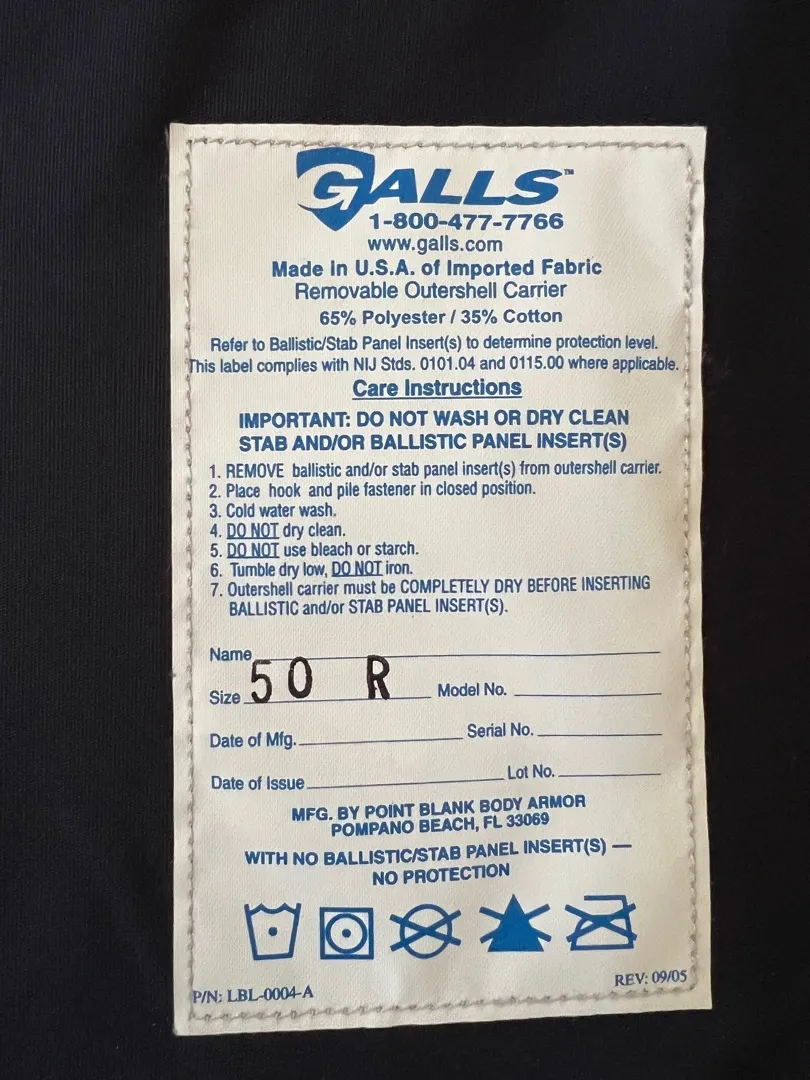 GALLS™
1-800-477-7766
www.galls.com
Made in U.S.A. of Imported Fabric
Removable Outershell Carrier
65% Polyester / 35% Cotton
Refer to Ballistic/Stab Panel Insert(s) to determine protection level.
This label complies with NIJ Stds. 0101.04 and 0115.00 where applicable.
Care Instructions
IMPORTANT: DO NOT WASH OR DRY CLEAN
STAB AND/OR BALLISTIC PANEL INSERT(S)
1. REMOVE ballistic and/or stab panel insert(s) from outershell carrier.
2. Place hook and pile fastener in closed position.
3. Cold water wash.
4. DO NOT dry clean.
5. DO NOT use bleach or starch.
6. Tumble dry low, DO NOT iron.
7. Outershell carrier must be COMPLETELY DRY BEFORE INSERTING
BALLISTIC and/or STAB PANEL INSERT(S).
Name
Size 50 R Model No.
Date of Mfg. Serial No.
Date of Issue Lot No.
MFG. BY POINT BLANK BODY ARMOR
POMPANO BEACH, FL 33069
WITH NO BALLISTIC/STAB PANEL INSERT(S) —
NO PROTECTION
P/N: LBL-0004-A REV: 09/05